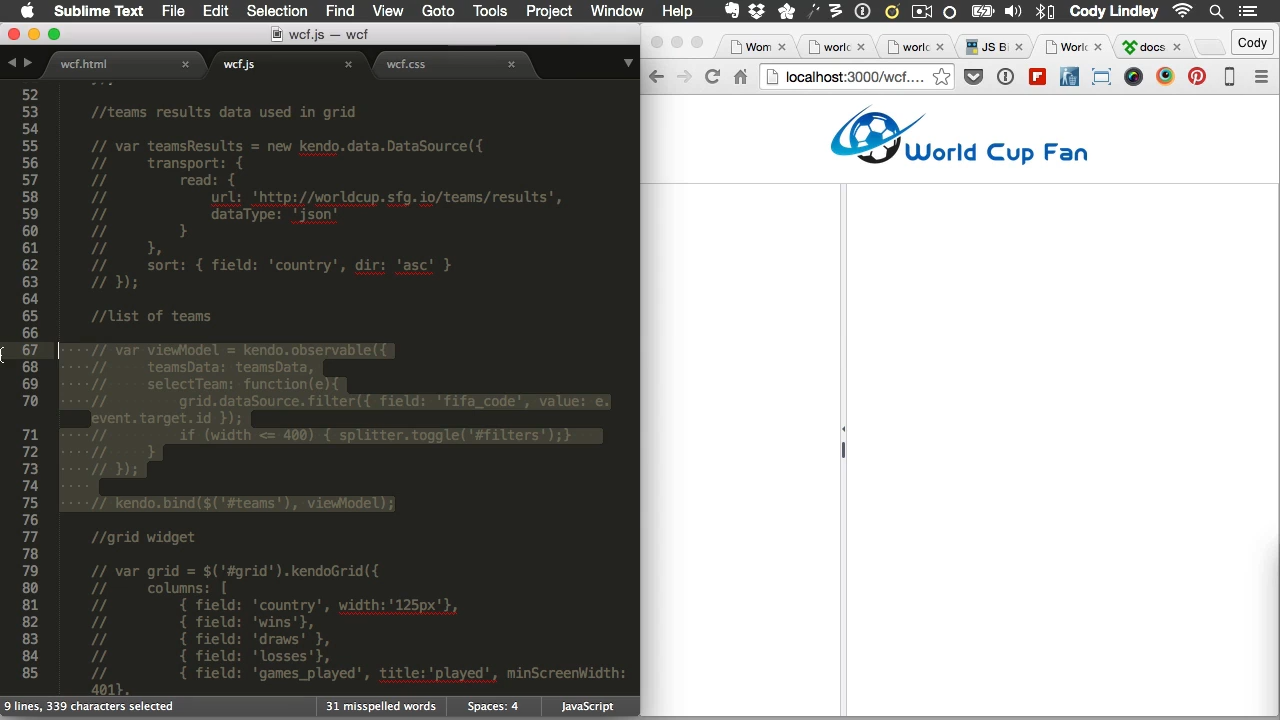 Sublime Text File Edit Selection Find View Goto Tools Project Window Help Cody Lindley
wcf.js — wcf
wcf.html
wcf.js
wcf.css
52
53 //teams results data used in grid
54
55 // var teamsResults = new kendo.data.DataSource({
56 // transport: {
57 // read: {
58 // url: 'http://worldcup.sfg.io/teams/results',
59 // dataType: 'json'
60 // }
61 // },
62 // sort: { field: 'country', dir: 'asc' }
63 // });
64
65 //list of teams
66
67 // var viewModel = kendo.observable({
68 // teamsData: teamsData,
69 // selectTeam: function(e){
70 // grid.dataSource.filter({ field: 'fifa_code', value: e.
event.target.id });
71 // if (width <= 400) { splitter.toggle('#filters');}
72 // }
73 // });
74
75 // kendo.bind($('#teams'), viewModel);
76
77 //grid widget
78
79 // var grid = $('#grid').kendoGrid({
80 // columns: [
81 // { field: 'country', width:'125px'},
82 // { field: 'wins'},
83 // { field: 'draws' },
84 // { field: 'losses'},
85 // { field: 'games_played', title:'played', minScreenWidth:
401},
9 lines, 339 characters selected
31 misspelled words
Spaces: 4
JavaScript
Wom
worlc
worlc
JS Bi
Worlc
docs
Cody
localhost:3000/wcf....
World Cup Fan